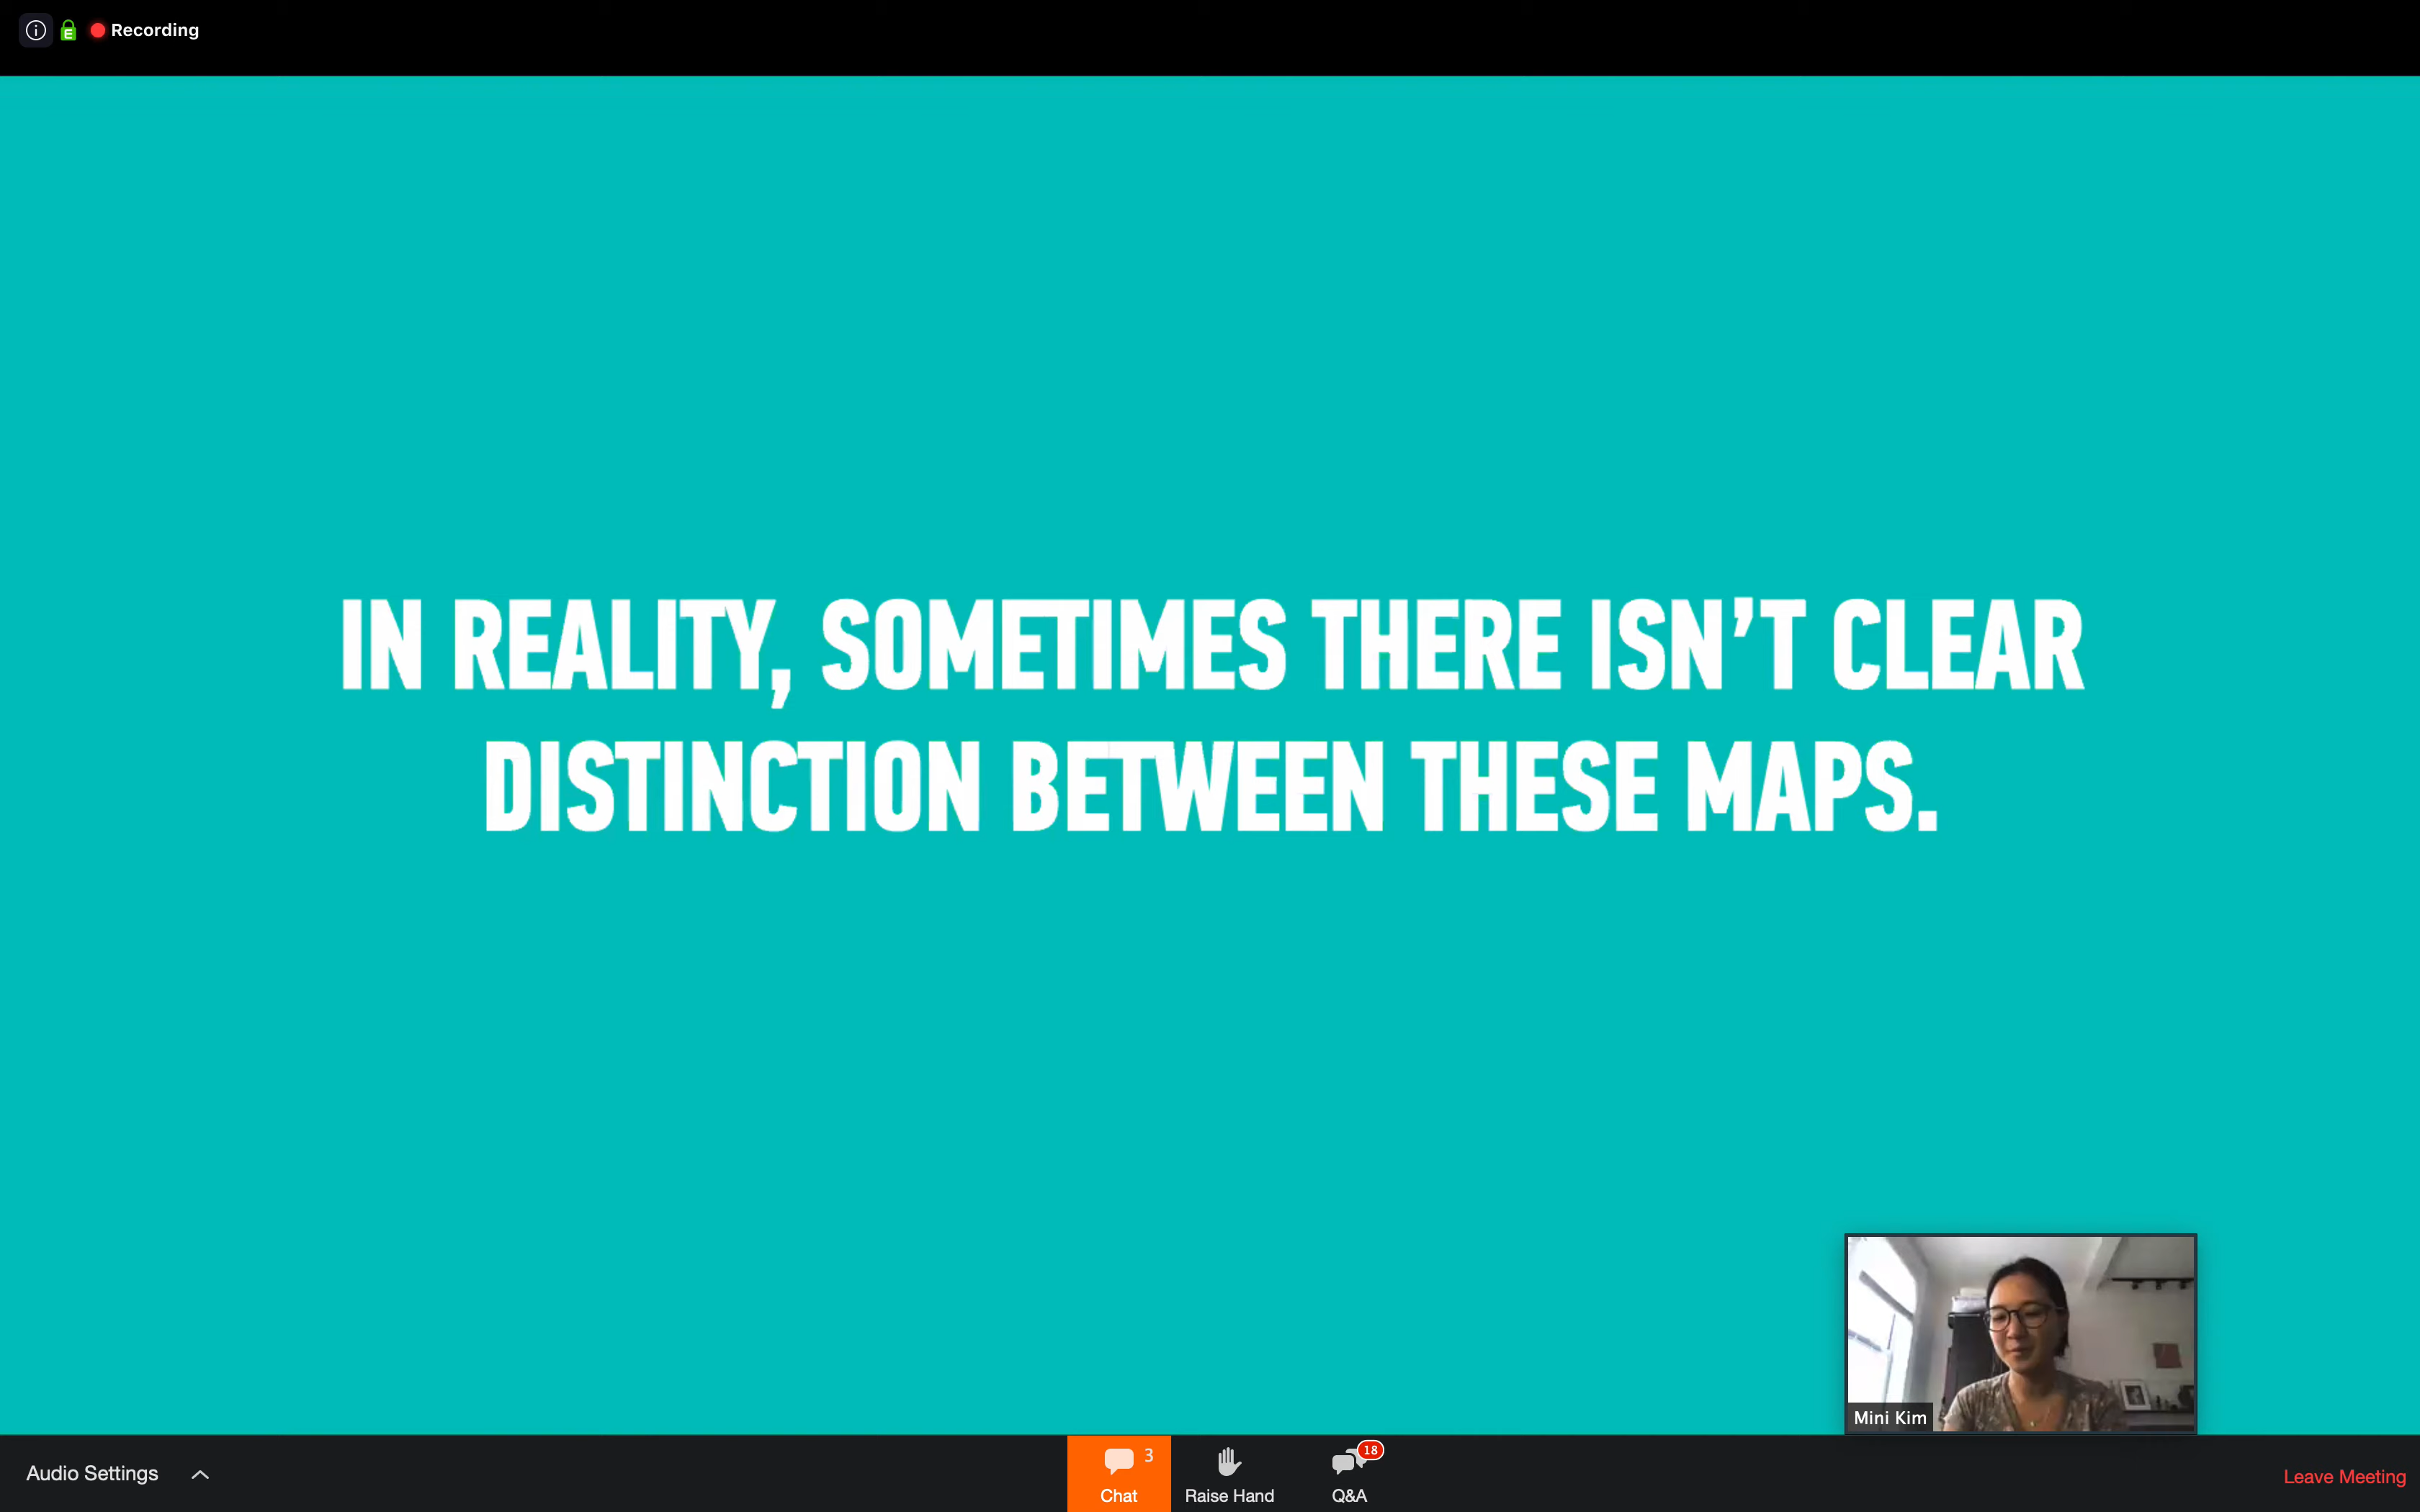 Recording
IN REALITY, SOMETIMES THERE ISN’T CLEAR
DISTINCTION BETWEEN THESE MAPS.
Mini Kim
Audio Settings
3
Chat
Raise Hand
18
Q&A
Leave Meeting